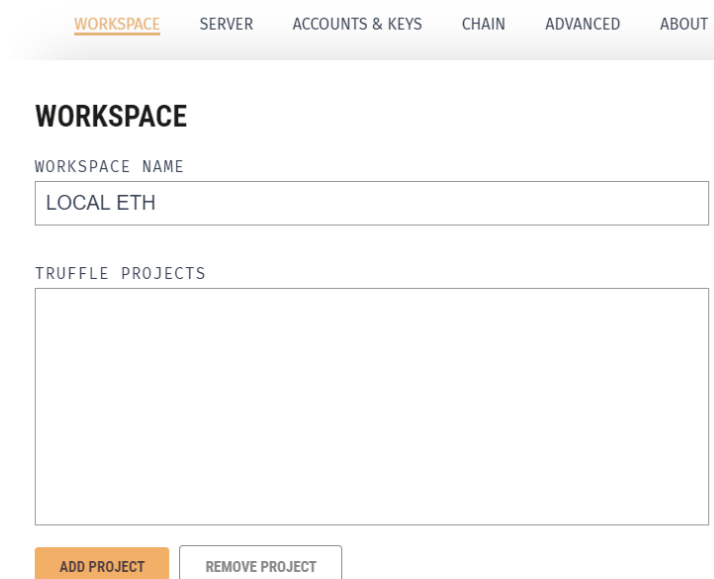 WORKSPACE SERVER ACCOUNTS & KEYS CHAIN ADVANCED ABOUT
WORKSPACE
WORKSPACE NAME
LOCAL ETH
TRUFFLE PROJECTS
ADD PROJECT REMOVE PROJECT